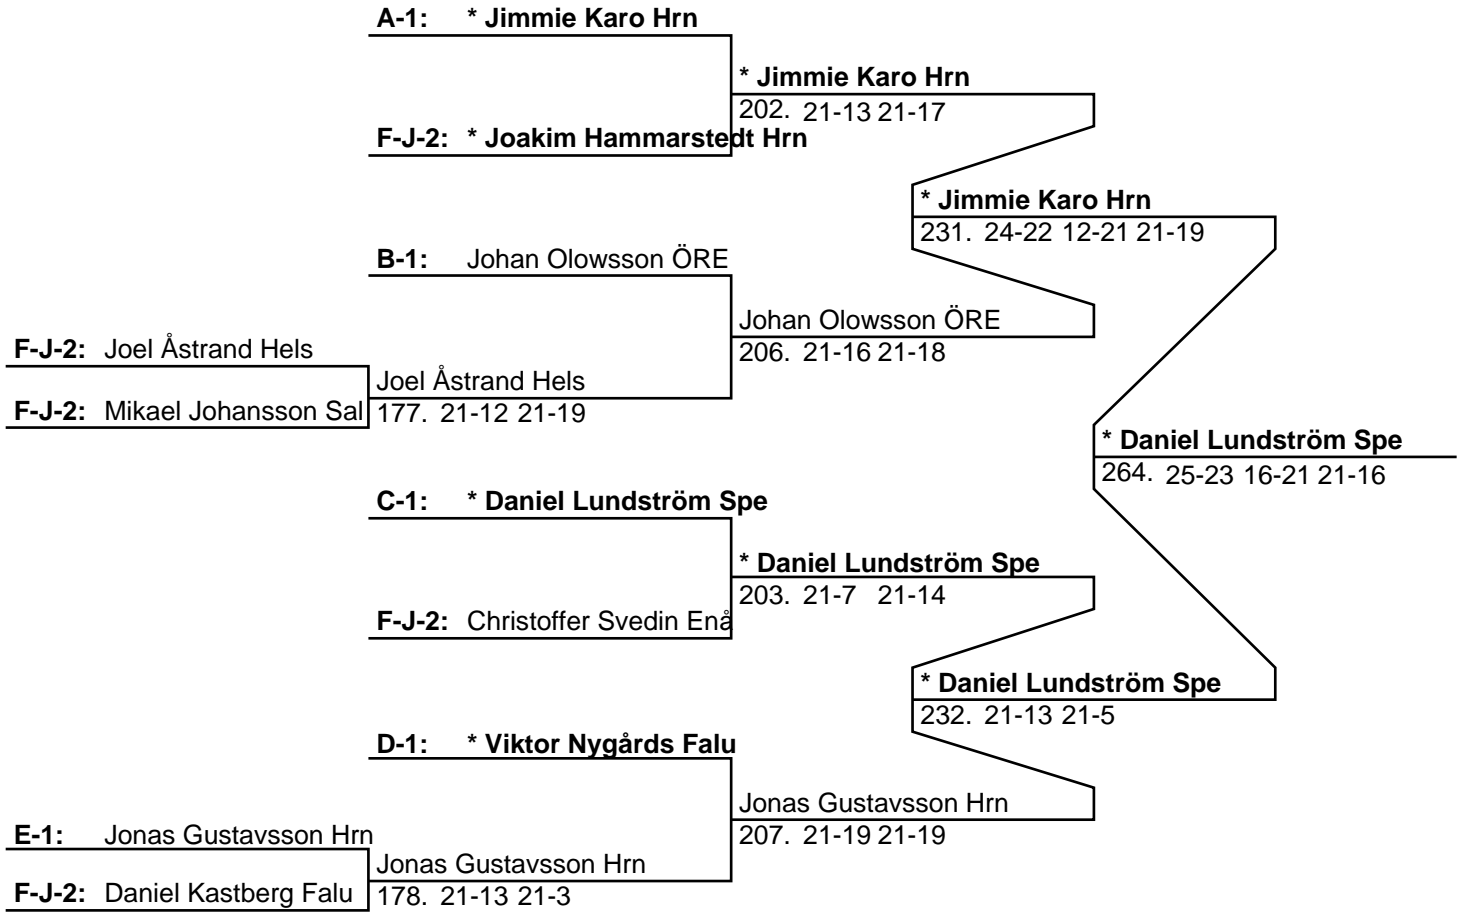 A-1: * Jimmie Karo Hrn
* Jimmie Karo Hrn
202. 21-13 21-17
F-J-2: * Joakim Hammarstedt Hrn
* Jimmie Karo Hrn
231. 24-22 12-21 21-19
B-1: Johan Olowsson ÖRE
Johan Olowsson ÖRE
206. 21-16 21-18
F-J-2: Joel Åstrand Hels
Joel Åstrand Hels
177. 21-12 21-19
F-J-2: Mikael Johansson Sal
* Daniel Lundström Spe
264. 25-23 16-21 21-16
C-1: * Daniel Lundström Spe
* Daniel Lundström Spe
203. 21-7 21-14
F-J-2: Christoffer Svedin Enå
* Daniel Lundström Spe
232. 21-13 21-5
D-1: * Viktor Nygårds Falu
Jonas Gustavsson Hrn
207. 21-19 21-19
E-1: Jonas Gustavsson Hrn
Jonas Gustavsson Hrn
178. 21-13 21-3
F-J-2: Daniel Kastberg Falu